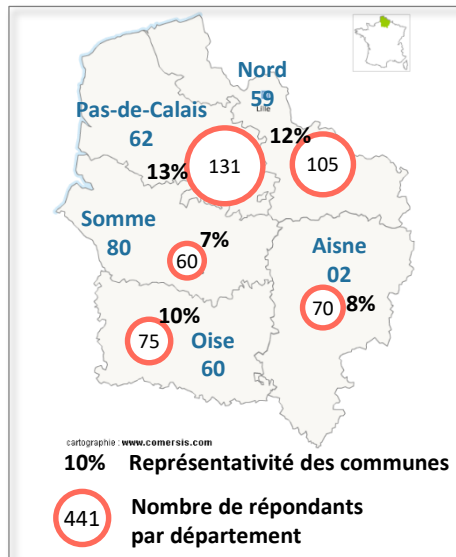 Nord
59
Lille
Pas-de-Calais
62
12%
13%
131
105
Somme
80
7%
60
Aisne
02
70
8%
10%
75
Oise
60
cartographie : www.comersis.com
10% Représentativité des communes
441
Nombre de répondants
par département